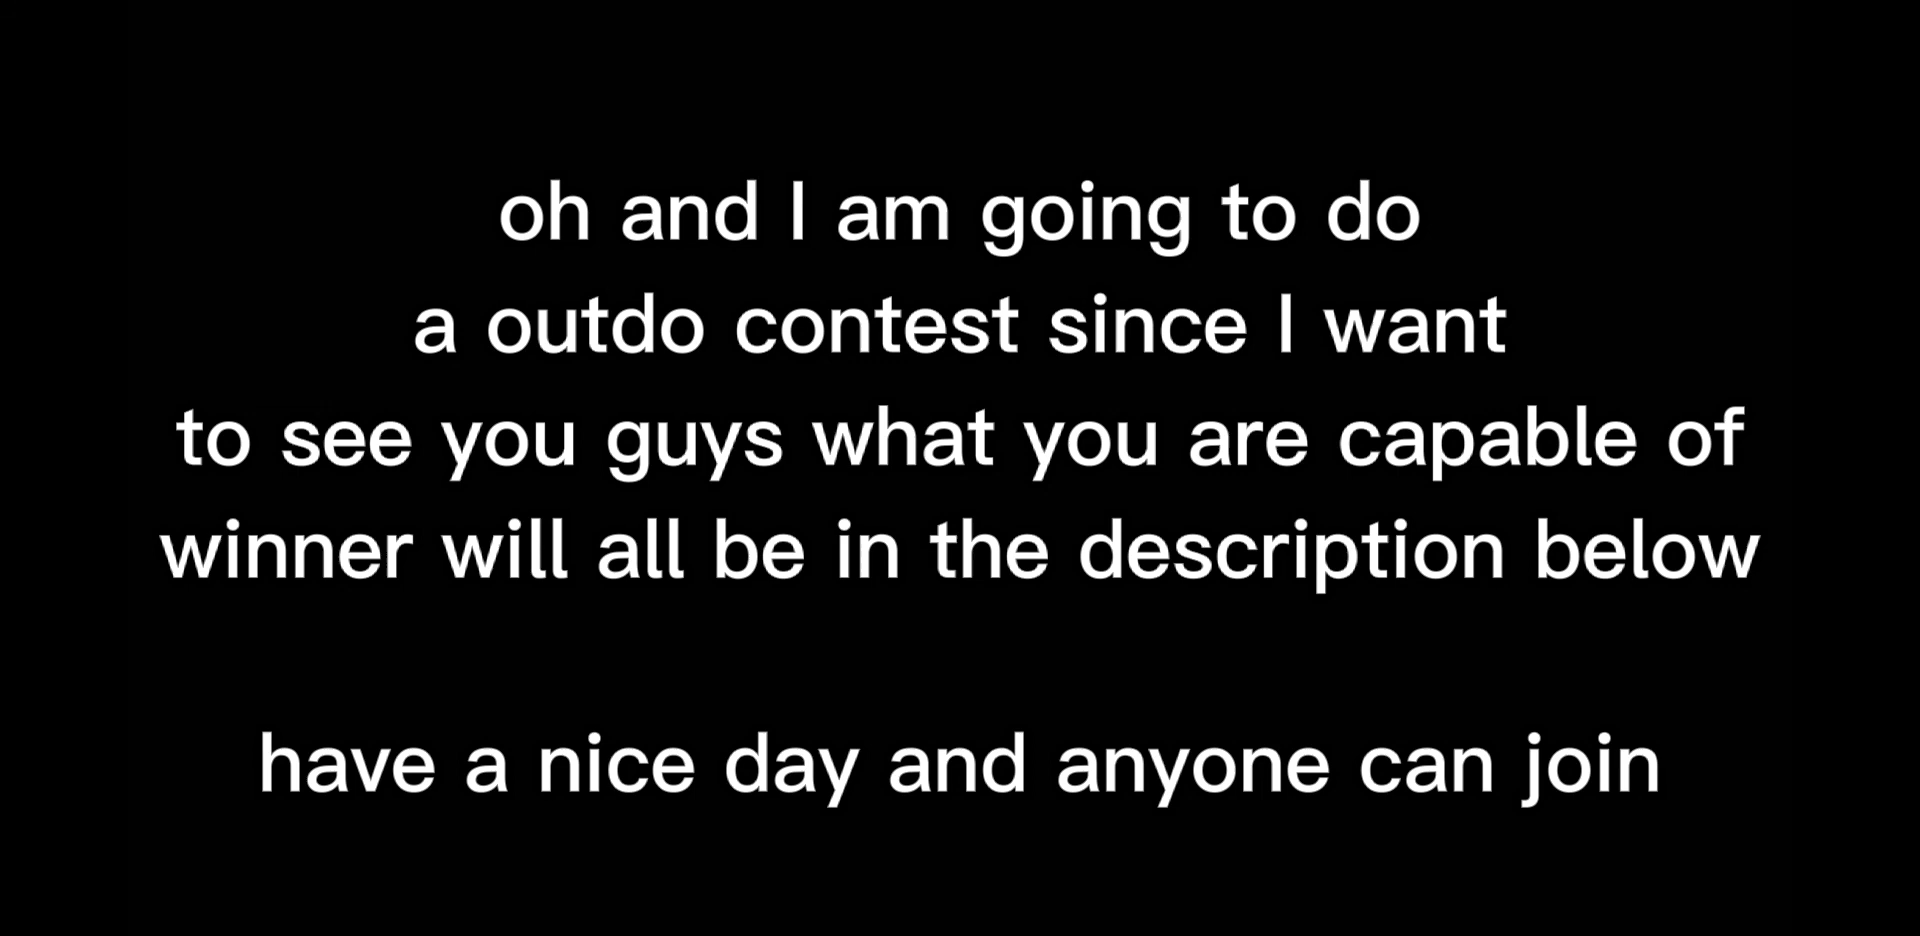 oh and I am going to do
a outdo contest since I want
to see you guys what you are capable of
winner will all be in the description below
have a nice day and anyone can join